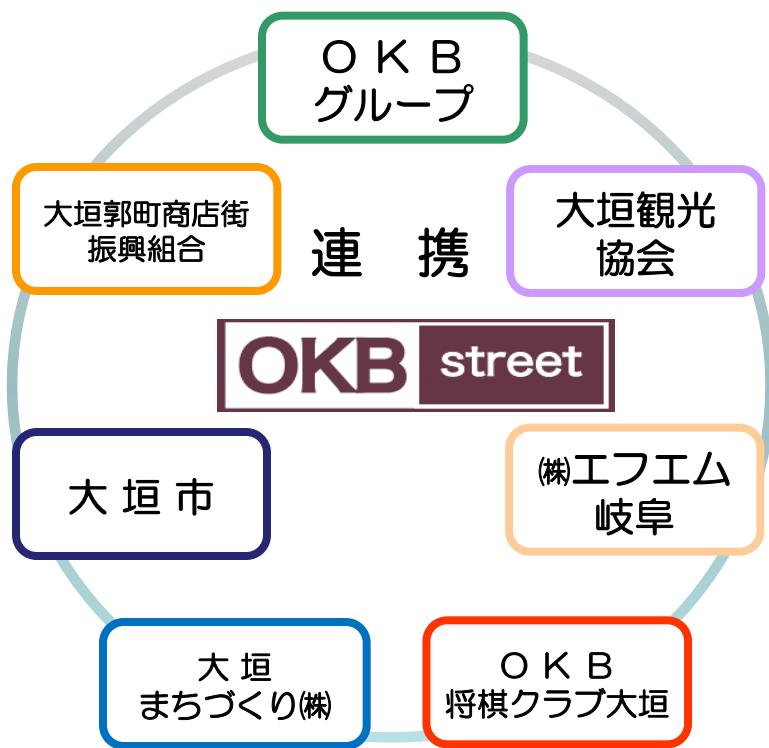 ＯＫＢ
グループ
大垣郭町商店街
振興組合
連　携
大垣観光
協会
OKB street
大垣市
㈱エフエム
岐阜
大垣
まちづくり㈱
ＯＫＢ
将棋クラブ大垣